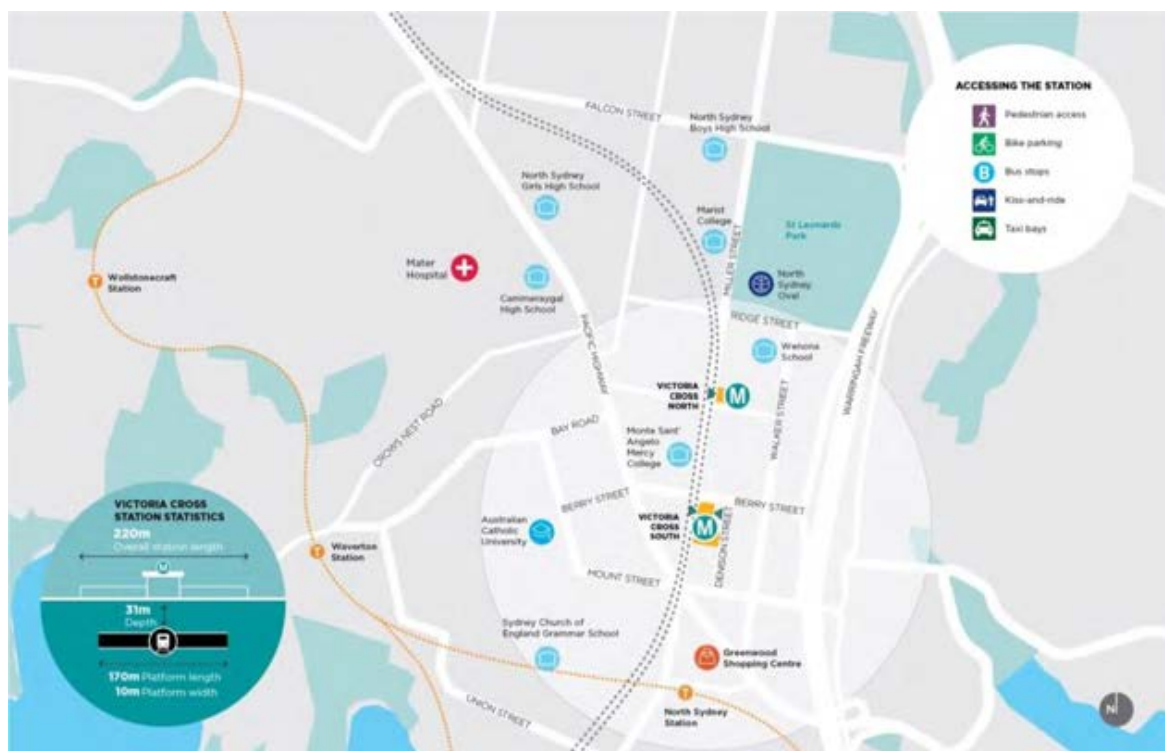 ACCESSING THE STATION
Pedestrian access
Bike parking
B
Bus stops
Kiss-and-ride
Taxi bays
FALCON STREET
North Sydney
Boys High School
North Sydney
Girls High School
Marist
College
St Leonards
Park
MILLER STREET
Mater
Hospital
Cammeraygal
High School
North
Sydney
Oval
T
Wollstonecraft
Station
PACIFIC HIGHWAY
RIDGE STREET
Wenona
School
WARRINGAH FREEWAY
VICTORIA
CROSS
NORTH
M
WALKER STREET
CROWS NEST ROAD
BAY ROAD
Monte Sant'
Angelo
Mercy
College
BERRY STREET
BERRY STREET
VICTORIA
CROSS
SOUTH
M
DENISON STREET
Australian
Catholic
University
T
Waverton
Station
MOUNT STREET
Sydney Church of
England Grammar School
Greenwood
Shopping Centre
T
North Sydney
Station
UNION STREET
VICTORIA CROSS
STATION STATISTICS
220m
Overall station length
M
31m
Depth
170m Platform length
10m Platform width
N